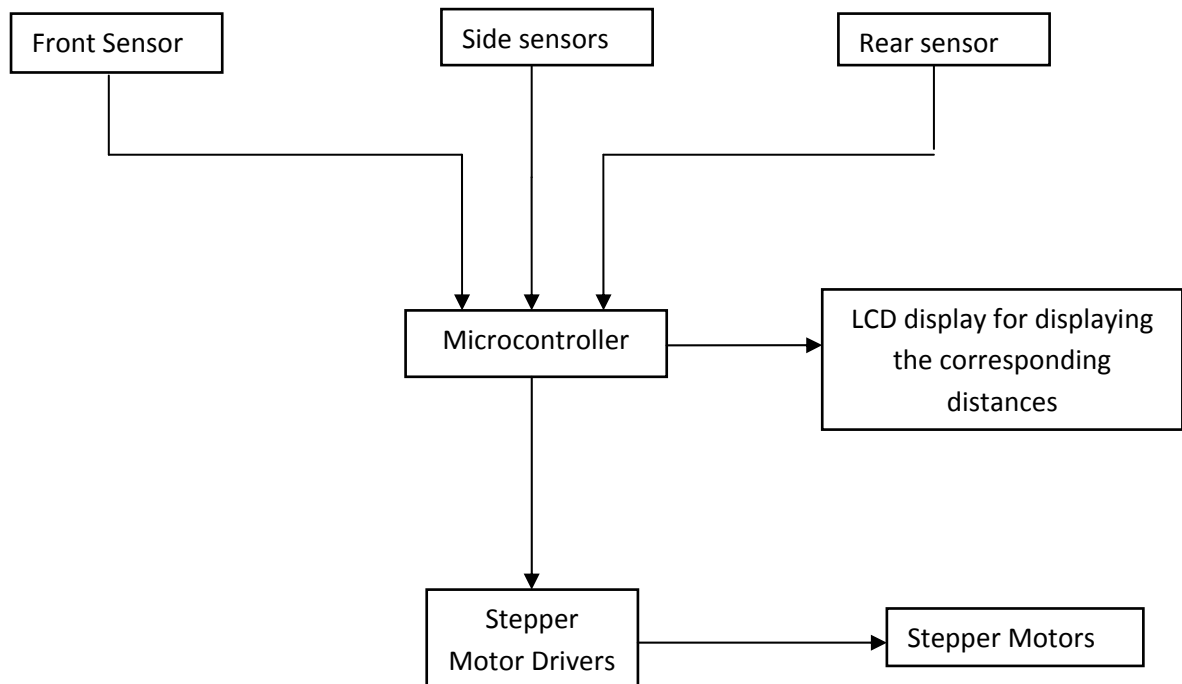 Front Sensor
Side sensors
Rear sensor
Microcontroller
LCD display for displaying
the corresponding
distances
Stepper
Motor Drivers
Stepper Motors